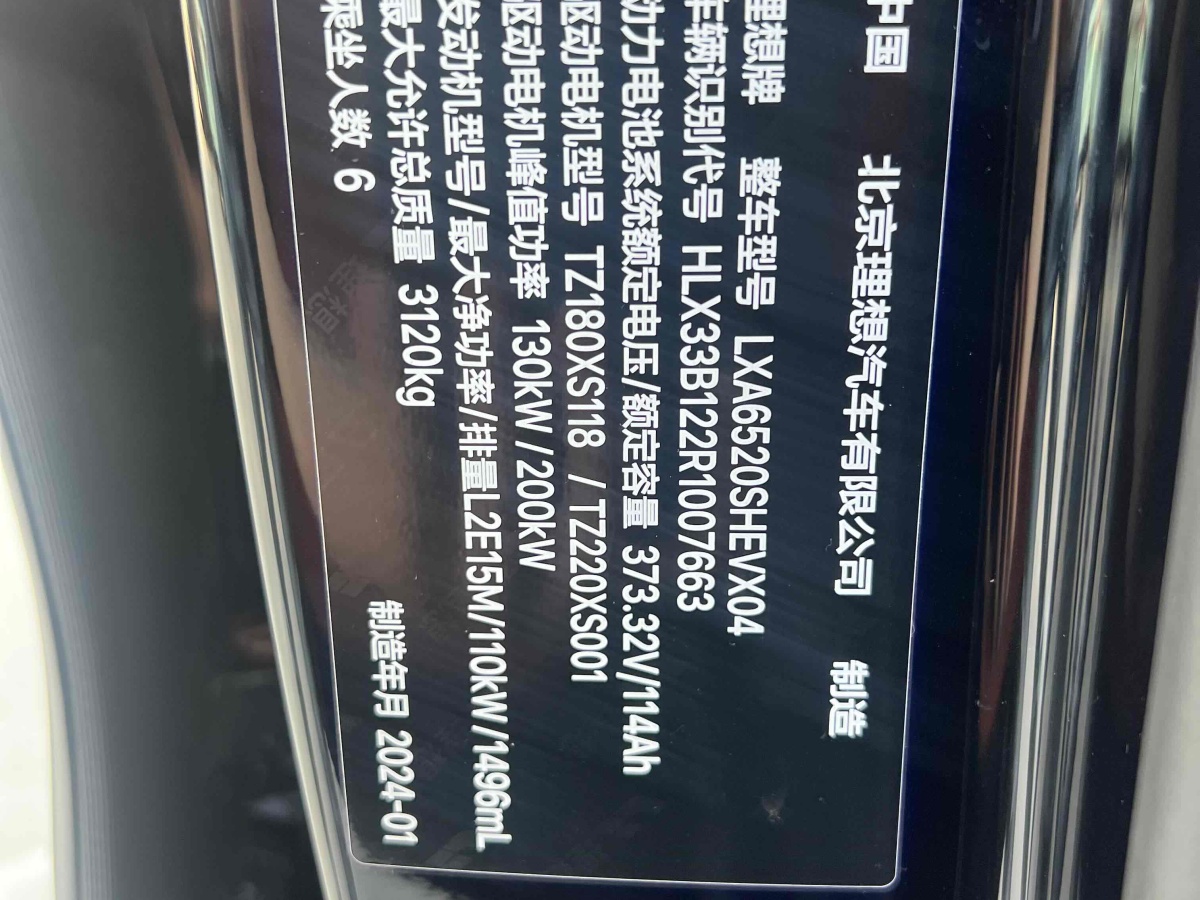 中国 北京理想汽车有限公司 制造
理想牌 整车型号 LXA6520SHEVX04
车辆识别代号 HLX33B122R1007663
动力电池系统额定电压/额定容量 373.32V/114Ah
驱动电机型号 TZ180XS118 / TZ220XS001
驱动电机峰值功率 130kW/200kW
发动机型号/最大净功率/排量L2E15M/110kW/1496mL
最大允许总质量 3120kg
乘坐人数 6 制造年月 2024-01